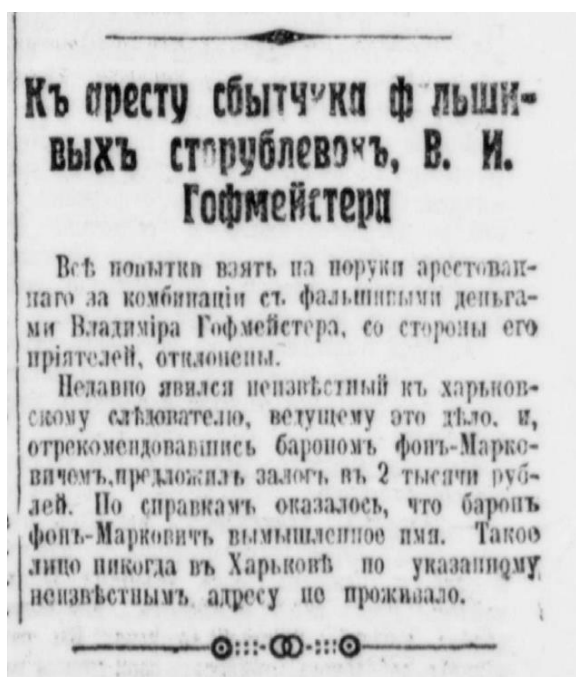 Къ аресту сбытчика фальши-
выхъ сторублевокъ, В. И.
Гофмейстера
Всѣ попытки взять на поруки арестован-
наго за комбинаціи съ фальшивыми деньга-
ми Владиміра Гофмейстера, со стороны его
пріятелей, отклонены.
Недавно явился неизвѣстный къ харьков-
скому слѣдователю, ведущему это дѣло, и,
отрекомендовавшись барономъ фонъ-Марко-
вичемъ, предложилъ залогъ въ 2 тысячи руб-
лей. По справкамъ оказалось, что баронъ
фонъ-Марковичъ вымышленное имя. Такое
лицо никогда въ Харьковѣ по указанному
неизвѣстнымъ адресу не проживало.